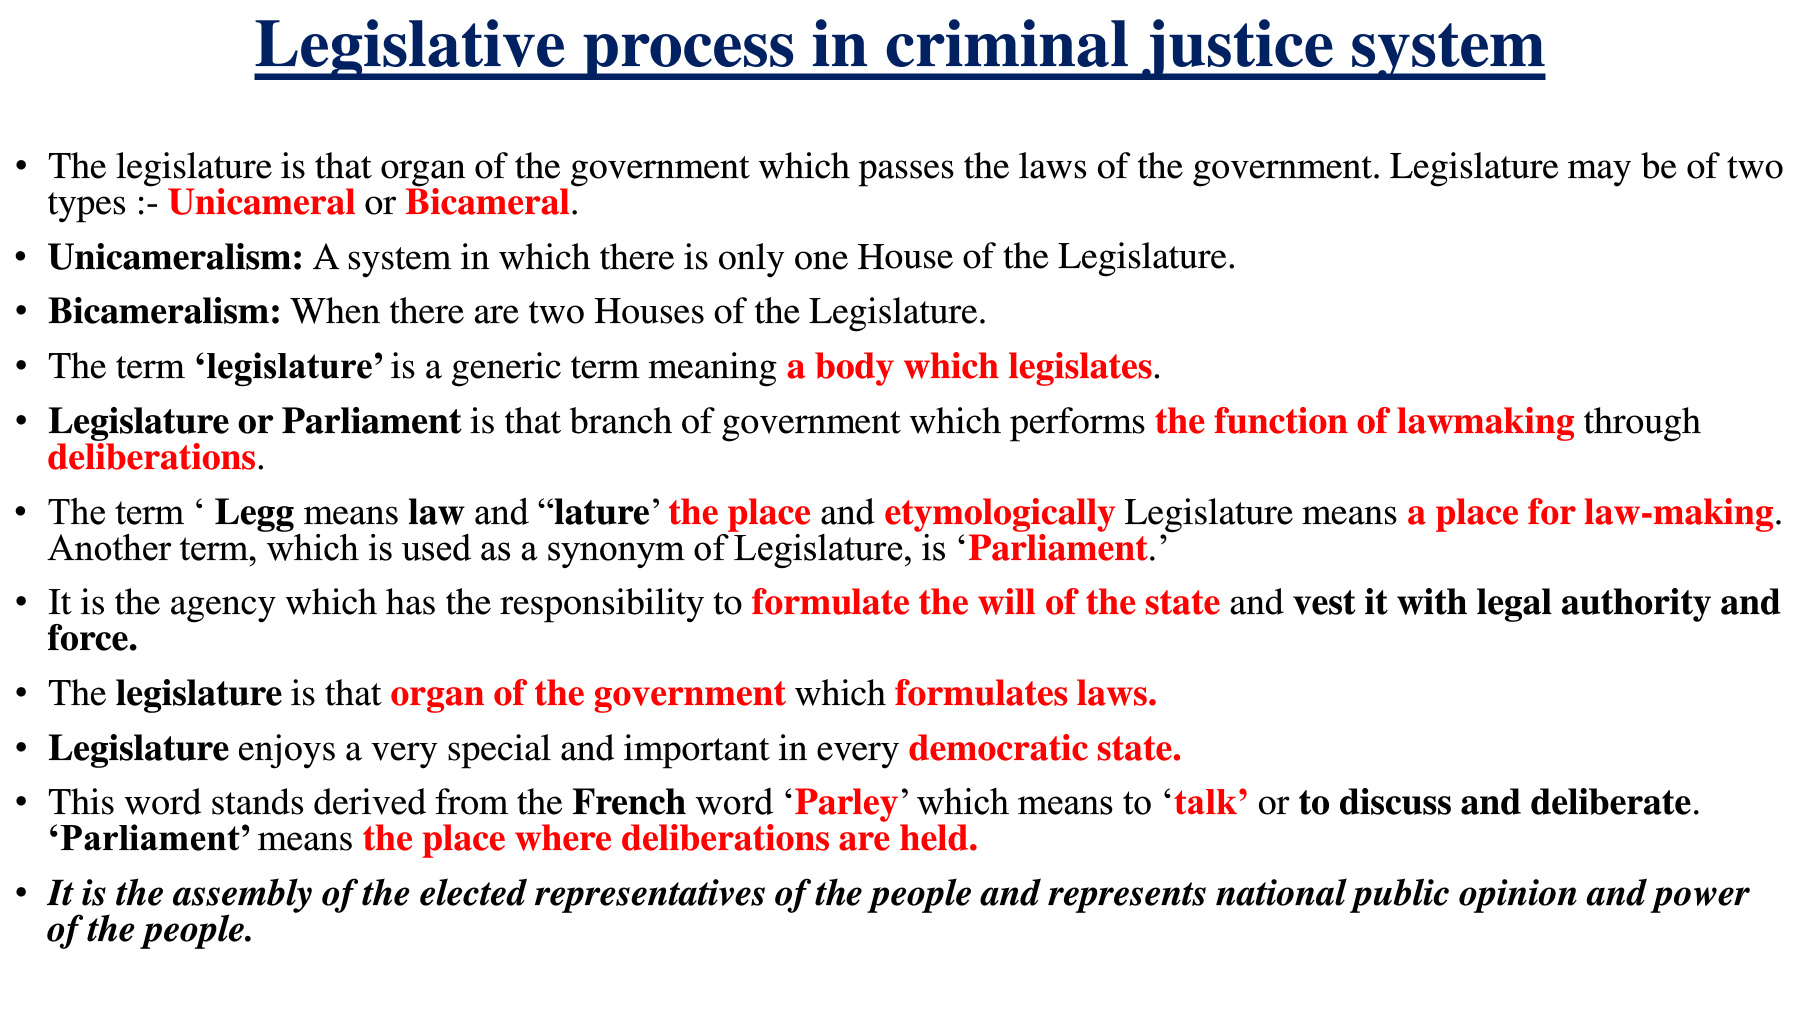 Legislative process in criminal justice system
• The legislature is that organ of the government which passes the laws of the government. Legislature may be of two
types :- Unicameral or Bicameral.
• Unicameralism: A system in which there is only one House of the Legislature.
• Bicameralism: When there are two Houses of the Legislature.
• The term ‘legislature’ is a generic term meaning a body which legislates.
• Legislature or Parliament is that branch of government which performs the function of lawmaking through
deliberations.
• The term ‘ Legg means law and “lature’ the place and etymologically Legislature means a place for law-making.
Another term, which is used as a synonym of Legislature, is ‘Parliament.’
• It is the agency which has the responsibility to formulate the will of the state and vest it with legal authority and
force.
• The legislature is that organ of the government which formulates laws.
• Legislature enjoys a very special and important in every democratic state.
• This word stands derived from the French word ‘Parley’ which means to ‘talk’ or to discuss and deliberate.
‘Parliament’ means the place where deliberations are held.
• It is the assembly of the elected representatives of the people and represents national public opinion and power
of the people.